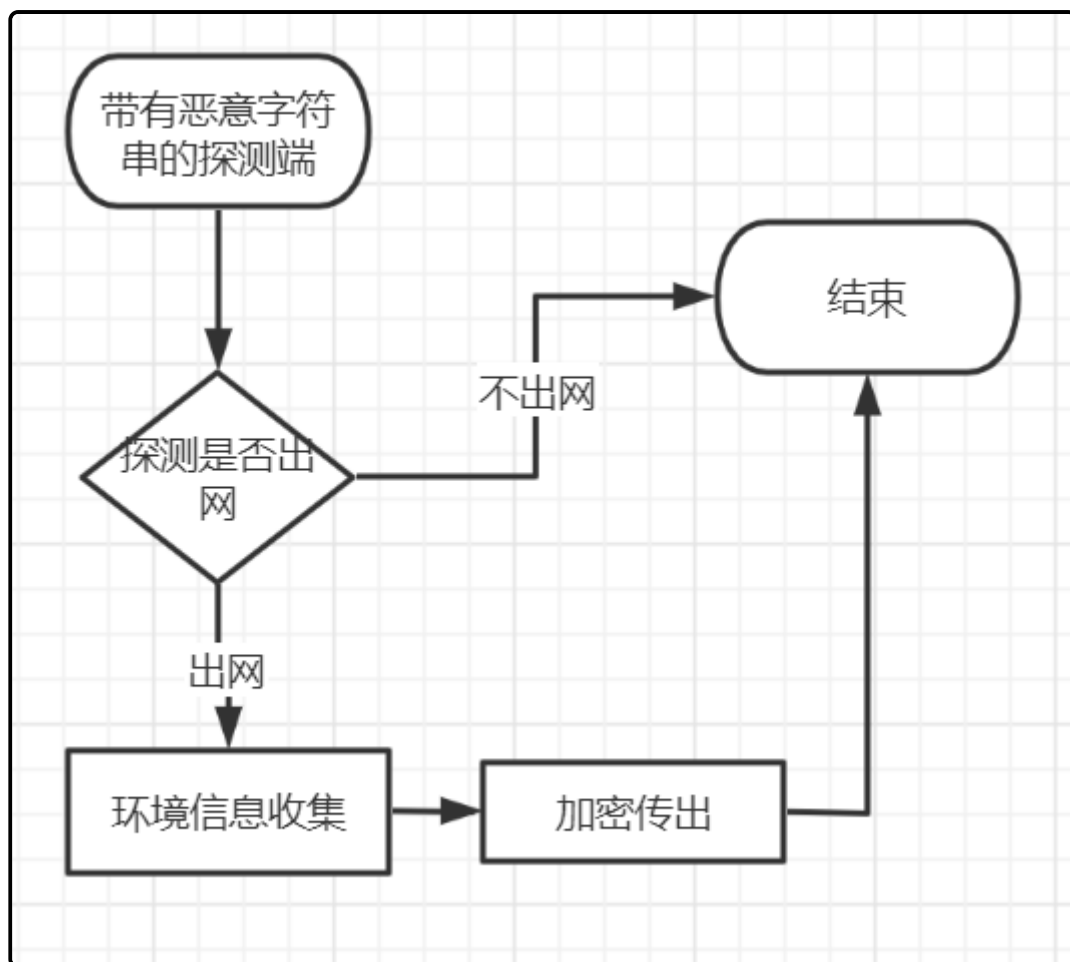 带有恶意字符
串的探测端
结束
不出网
探测是否出
网
出网
环境信息收集
加密传出